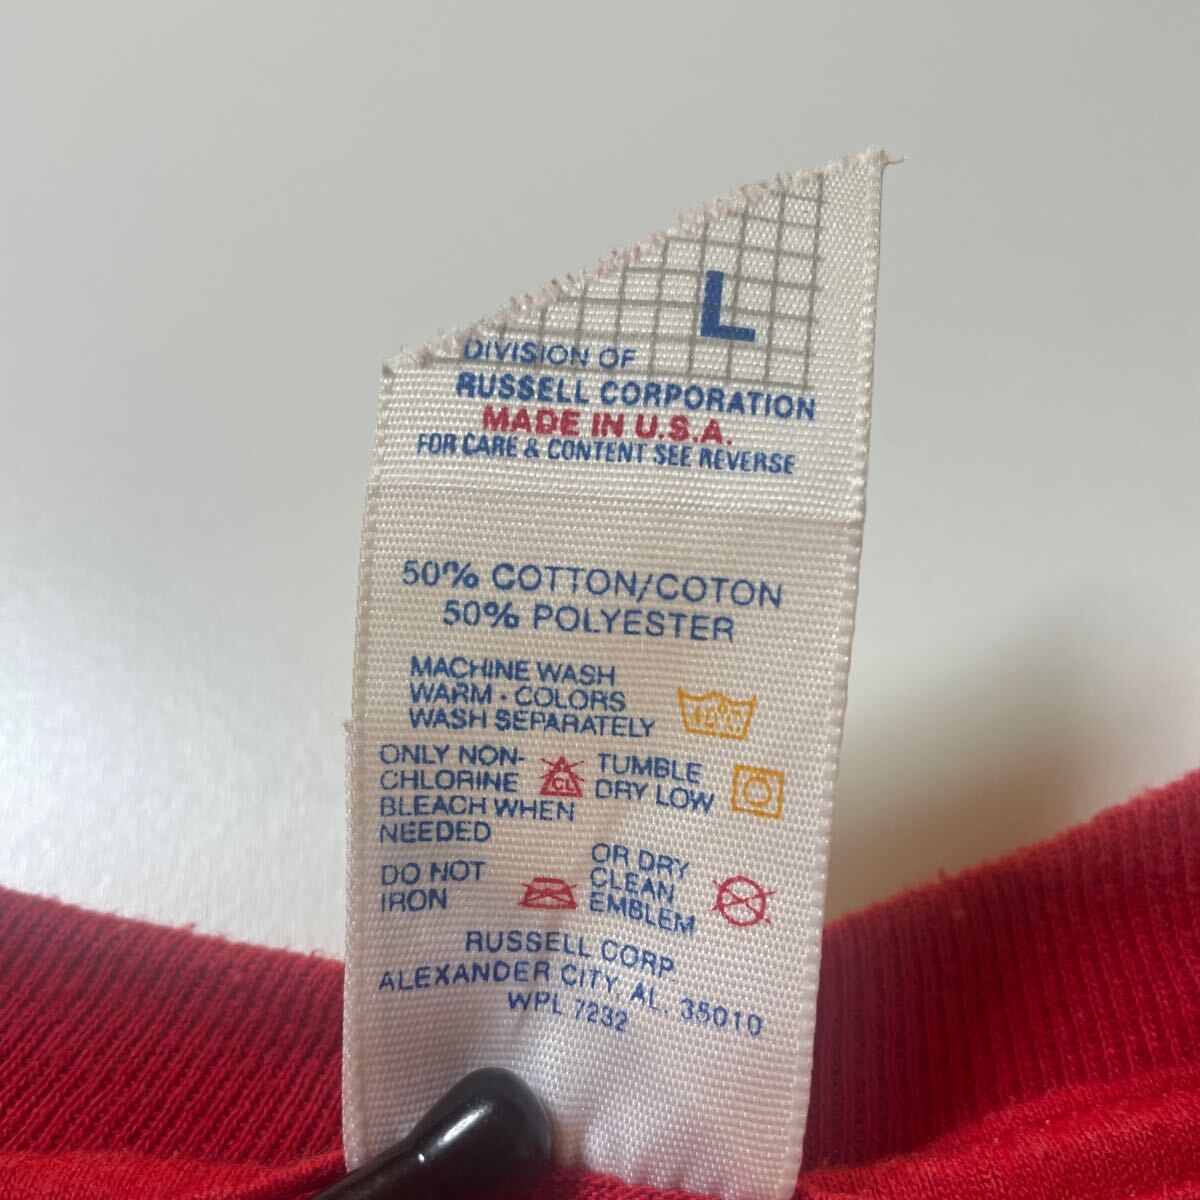 L
DIVISION OF
RUSSELL CORPORATION
MADE IN U.S.A.
FOR CARE & CONTENT SEE REVERSE
50% COTTON/COTON
50% POLYESTER
MACHINE WASH
WARM · COLORS
WASH SEPARATELY
40°C
ONLY NON-
CHLORINE
BLEACH WHEN
NEEDED
CL
TUMBLE
DRY LOW
DO NOT
IRON
OR DRY
CLEAN
EMBLEM
RUSSELL CORP.
ALEXANDER CITY, AL. 35010
WPL 7232